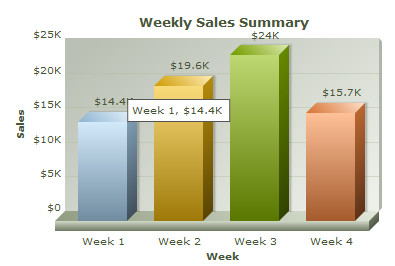 Weekly Sales Summary
$25K
$20K
$15K
$10K
$5K
$0
Sales
$14.4K
$19.6K
$24K
$15.7K
Week 1, $14.4K
Week 1
Week 2
Week 3
Week 4
Week